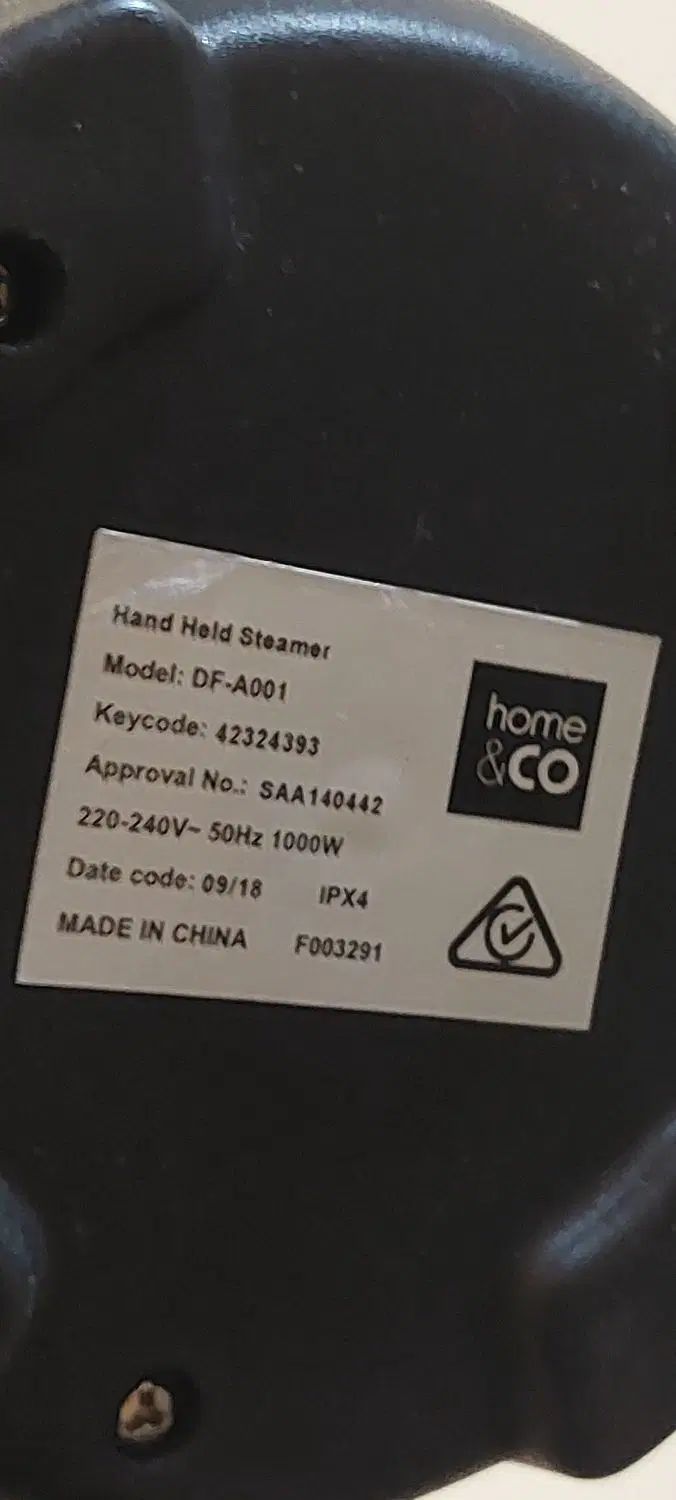 Hand Held Steamer
Model: DF-A001
Keycode: 42324393
Approval No.: SAA140442
220-240V~ 50Hz 1000W
Date code: 09/18 IPX4
MADE IN CHINA F003291
home
&CO